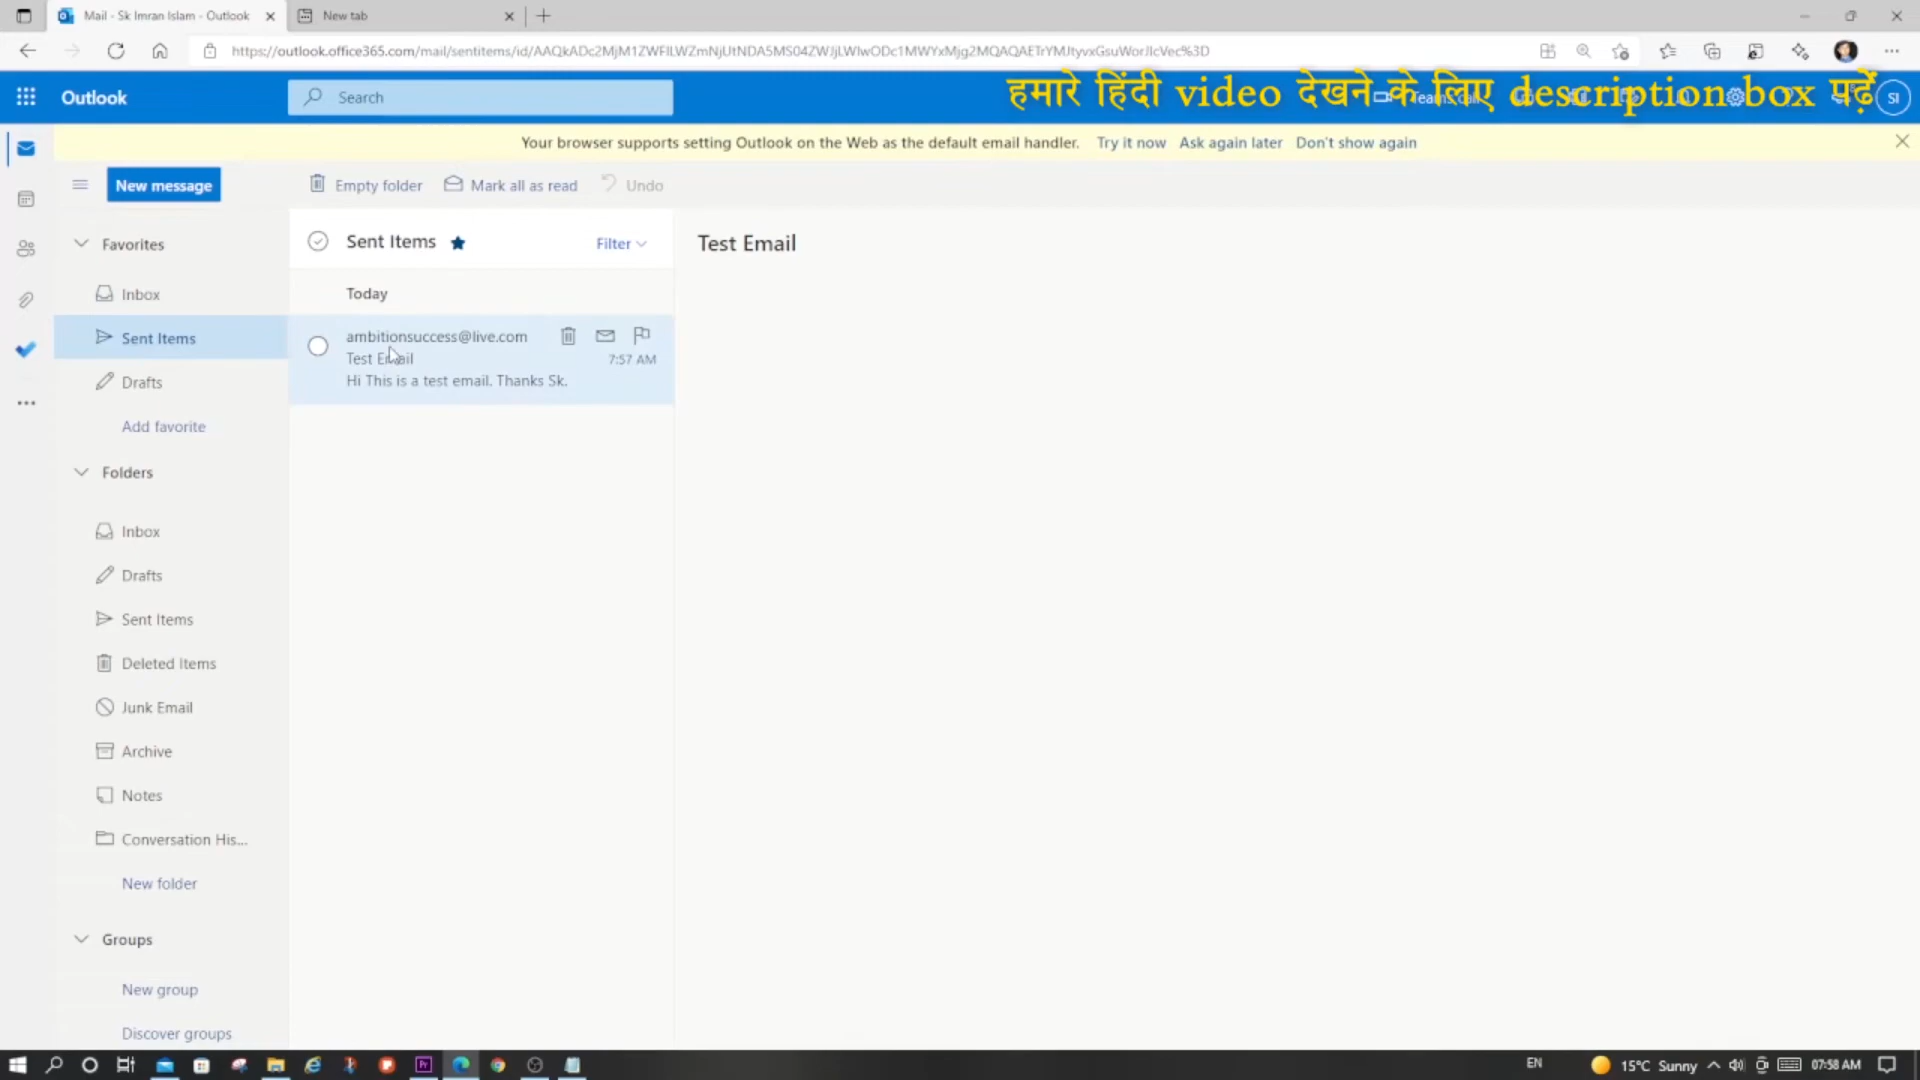 Mail - Sk Imran Islam - Outlook
New tab
https://outlook.office365.com/mail/sentitems/id/
Outlook
Search
हमारे हिंदी video देखने के लिए description box पढ़ें
SI
Your browser supports setting Outlook on the Web as the default email handler. Try it now Ask again later Don't show again
New message
Empty folder
Mark all as read
Undo
Favorites
Inbox
Sent Items
Drafts
Add favorite
Folders
Inbox
Drafts
Sent Items
Deleted Items
Junk Email
Archive
Notes
Conversation His...
New folder
Groups
New group
Discover groups
Sent Items
Filter
Today
ambitionsuccess@live.com
Test Email
7:57 AM
Hi This is a test email. Thanks Sk.
Test Email
Pr
EN
15°C Sunny
07:58 AM